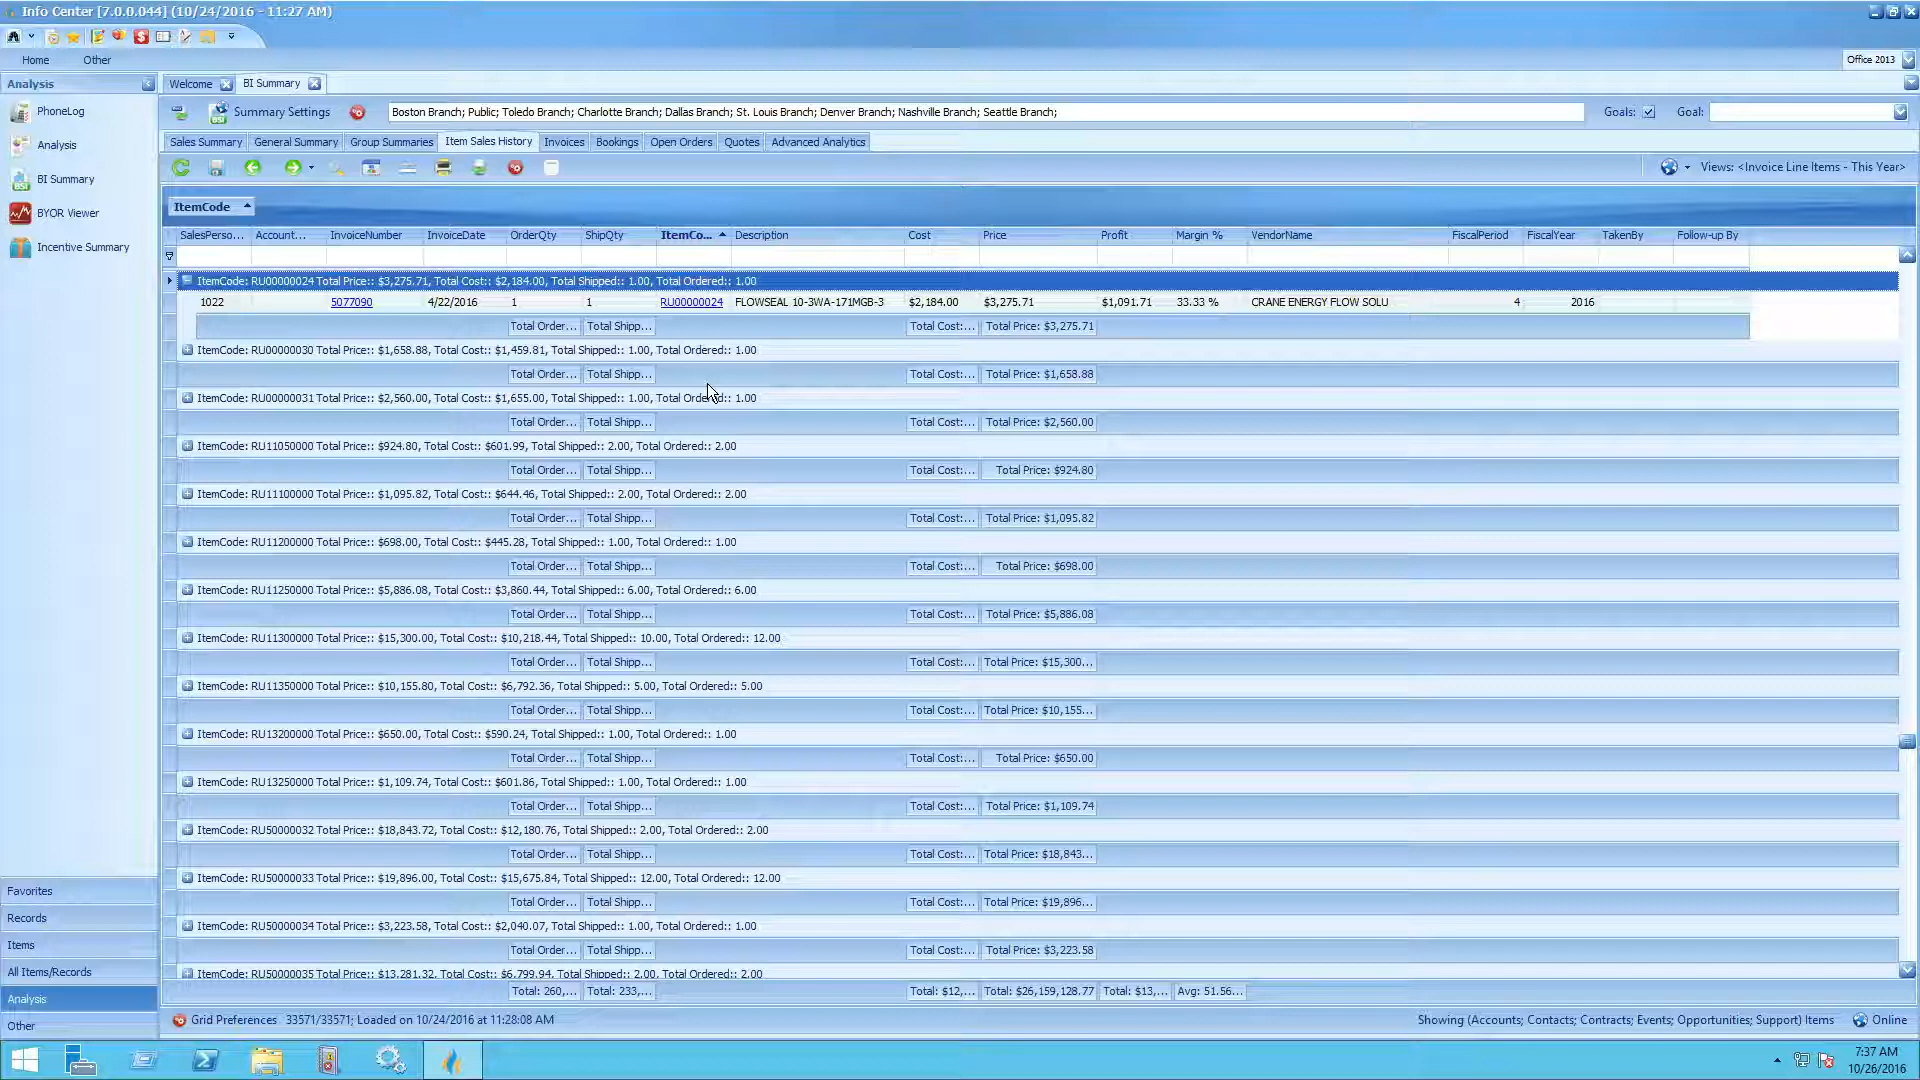 Info Center [7.0.0.044] (10/24/2016 - 11:27 AM)
Home Other Office 2013
Analysis Welcome BI Summary
PhoneLog
Analysis
BI Summary
BYOR Viewer
Incentive Summary
Summary Settings Boston Branch; Public; Toledo Branch; Charlotte Branch; Dallas Branch; St. Louis Branch; Denver Branch; Nashville Branch; Seattle Branch; Goals: Goal:
Sales Summary General Summary Group Summaries Item Sales History Invoices Bookings Open Orders Quotes Advanced Analytics
Views: <Invoice Line Items - This Year>
ItemCode
SalesPerso... Account... InvoiceNumber InvoiceDate OrderQty ShipQty ItemCo... Description Cost Price Profit Margin % VendorName FiscalPeriod FiscalYear TakenBy Follow-up By
ItemCode: RU00000024 Total Price:: $3,275.71, Total Cost:: $2,184.00, Total Shipped:: 1.00, Total Ordered:: 1.00
1022 5077090 4/22/2016 1 1 RU00000024 FLOWSEAL 10-3WA-171MGB-3 $2,184.00 $3,275.71 $1,091.71 33.33 % CRANE ENERGY FLOW SOLU 4 2016
Total Order... Total Shipp... Total Cost:... Total Price: $3,275.71
ItemCode: RU00000030 Total Price:: $1,658.88, Total Cost:: $1,459.81, Total Shipped:: 1.00, Total Ordered:: 1.00
Total Order... Total Shipp... Total Cost:... Total Price: $1,658.88
ItemCode: RU00000031 Total Price:: $2,560.00, Total Cost:: $1,655.00, Total Shipped:: 1.00, Total Ordered:: 1.00
Total Order... Total Shipp... Total Cost:... Total Price: $2,560.00
ItemCode: RU11050000 Total Price:: $924.80, Total Cost:: $601.99, Total Shipped:: 2.00, Total Ordered:: 2.00
Total Order... Total Shipp... Total Cost:... Total Price: $924.80
ItemCode: RU11100000 Total Price:: $1,095.82, Total Cost:: $644.46, Total Shipped:: 2.00, Total Ordered:: 2.00
Total Order... Total Shipp... Total Cost:... Total Price: $1,095.82
ItemCode: RU11200000 Total Price:: $698.00, Total Cost:: $445.28, Total Shipped:: 1.00, Total Ordered:: 1.00
Total Order... Total Shipp... Total Cost:... Total Price: $698.00
ItemCode: RU11250000 Total Price:: $5,886.08, Total Cost:: $3,860.44, Total Shipped:: 6.00, Total Ordered:: 6.00
Total Order... Total Shipp... Total Cost:... Total Price: $5,886.08
ItemCode: RU11300000 Total Price:: $15,300.00, Total Cost:: $10,218.44, Total Shipped:: 10.00, Total Ordered:: 12.00
Total Order... Total Shipp... Total Cost:... Total Price: $15,300...
ItemCode: RU11350000 Total Price:: $10,155.80, Total Cost:: $6,792.36, Total Shipped:: 5.00, Total Ordered:: 5.00
Total Order... Total Shipp... Total Cost:... Total Price: $10,155...
ItemCode: RU13200000 Total Price:: $650.00, Total Cost:: $590.24, Total Shipped:: 1.00, Total Ordered:: 1.00
Total Order... Total Shipp... Total Cost:... Total Price: $650.00
ItemCode: RU13250000 Total Price:: $1,109.74, Total Cost:: $601.86, Total Shipped:: 1.00, Total Ordered:: 1.00
Total Order... Total Shipp... Total Cost:... Total Price: $1,109.74
ItemCode: RU50000032 Total Price:: $18,843.72, Total Cost:: $12,180.76, Total Shipped:: 2.00, Total Ordered:: 2.00
Total Order... Total Shipp... Total Cost:... Total Price: $18,843...
ItemCode: RU50000033 Total Price:: $19,896.00, Total Cost:: $15,675.84, Total Shipped:: 12.00, Total Ordered:: 12.00
Total Order... Total Shipp... Total Cost:... Total Price: $19,896...
ItemCode: RU50000034 Total Price:: $3,223.58, Total Cost:: $2,040.07, Total Shipped:: 1.00, Total Ordered:: 1.00
Total Order... Total Shipp... Total Cost:... Total Price: $3,223.58
ItemCode: RU50000035 Total Price:: $13,281.32, Total Cost:: $6,799.94, Total Shipped:: 2.00, Total Ordered:: 2.00
Total: 260,... Total: 233,... Total: $12,... Total: $26,159,128.77 Total: $13,... Avg: 51.56...
Favorites
Records
Items
All Items/Records
Analysis
Other
Grid Preferences 33571/33571; Loaded on 10/24/2016 at 11:28:08 AM Showing (Accounts; Contacts; Contracts; Events; Opportunities; Support) Items Online
7:37 AM
10/26/2016